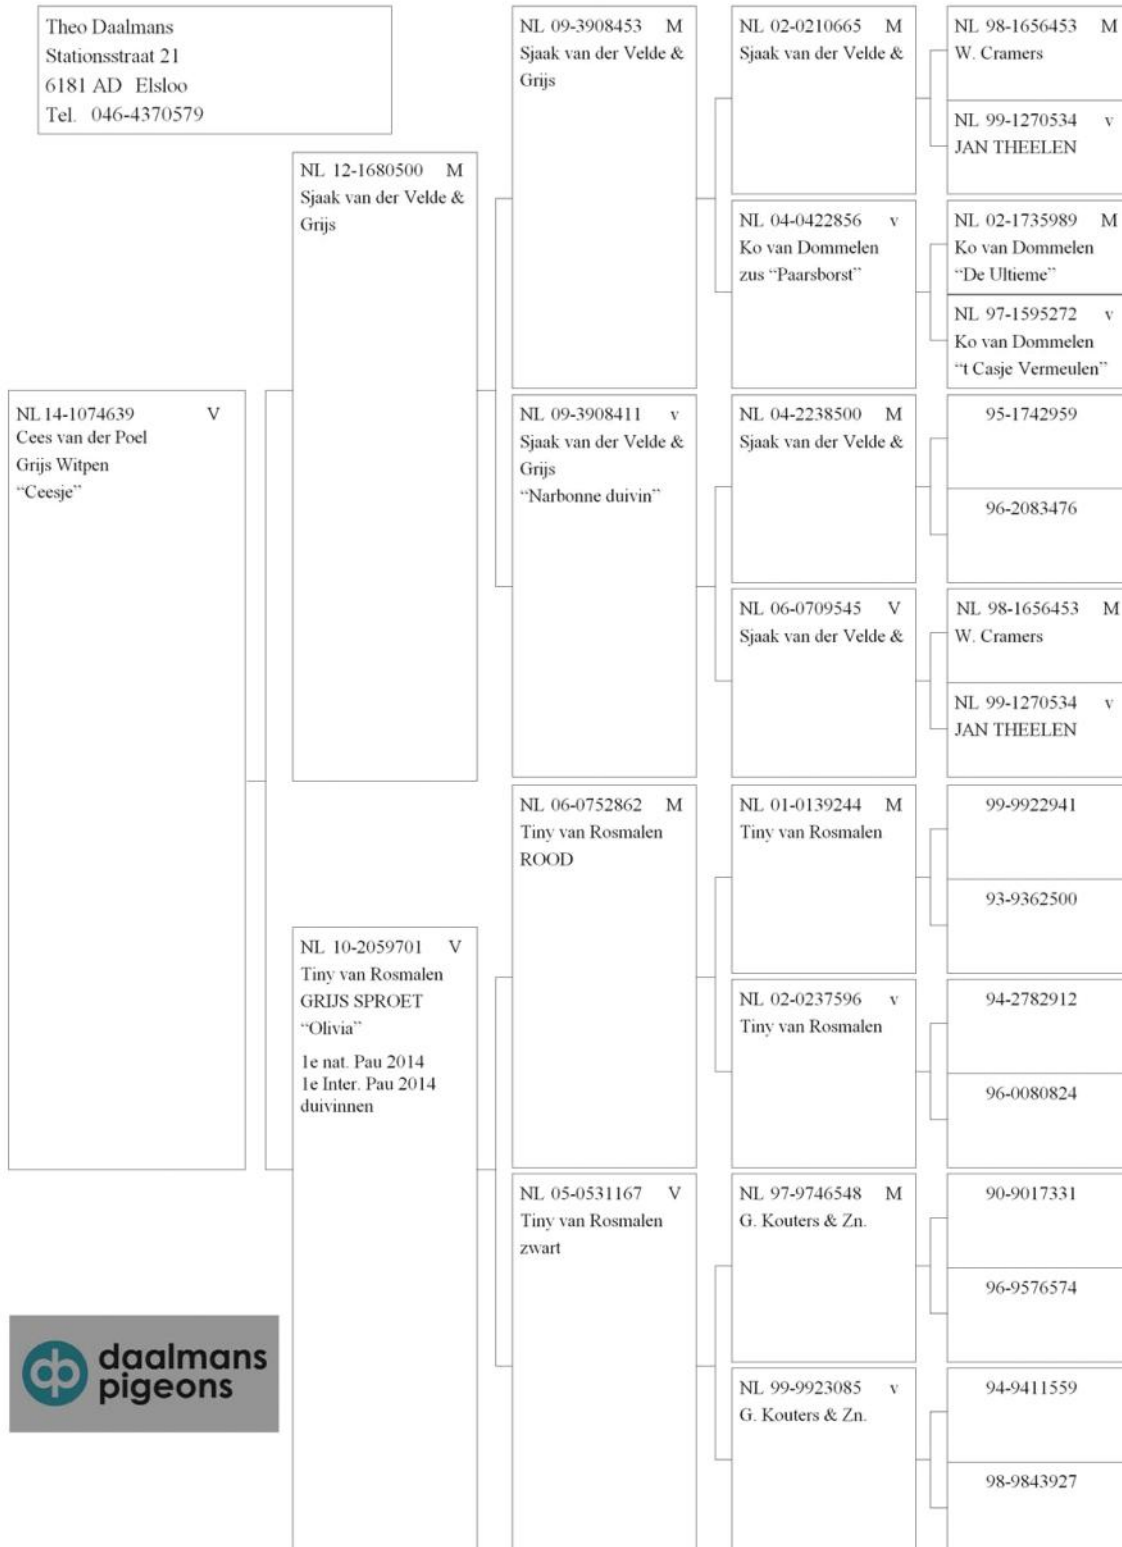 Theo Daalmans
Stationsstraat 21
6181 AD Elsloo
Tel. 046-4370579
NL 14-1074639 V
Cees van der Poel
Grijs Witpen
“Ceesje”
NL 12-1680500 M
Sjaak van der Velde &
Grijs
NL 10-2059701 V
Tiny van Rosmalen
GRIJS SPROET
“Olivia”
1e nat. Pau 2014
1e Inter. Pau 2014
duivinnen
NL 09-3908453 M
Sjaak van der Velde &
Grijs
NL 09-3908411 v
Sjaak van der Velde &
Grijs
“Narbonne duivin”
NL 06-0752862 M
Tiny van Rosmalen
ROOD
NL 05-0531167 V
Tiny van Rosmalen
zwart
NL 02-0210665 M
Sjaak van der Velde &
NL 04-0422856 v
Ko van Dommelen
zus “Paarsborst”
NL 04-2238500 M
Sjaak van der Velde &
NL 06-0709545 V
Sjaak van der Velde &
NL 01-0139244 M
Tiny van Rosmalen
NL 02-0237596 v
Tiny van Rosmalen
NL 97-9746548 M
G. Kouters & Zn.
NL 99-9923085 v
G. Kouters & Zn.
NL 98-1656453 M
W. Cramers
NL 99-1270534 v
JAN THEELEN
NL 02-1735989 M
Ko van Dommelen
“De Ultieme”
NL 97-1595272 v
Ko van Dommelen
“t Casje Vermeulen”
95-1742959
96-2083476
NL 98-1656453 M
W. Cramers
NL 99-1270534 v
JAN THEELEN
99-9922941
93-9362500
94-2782912
96-0080824
90-9017331
96-9576574
94-9411559
98-9843927
dp daalmans
pigeons